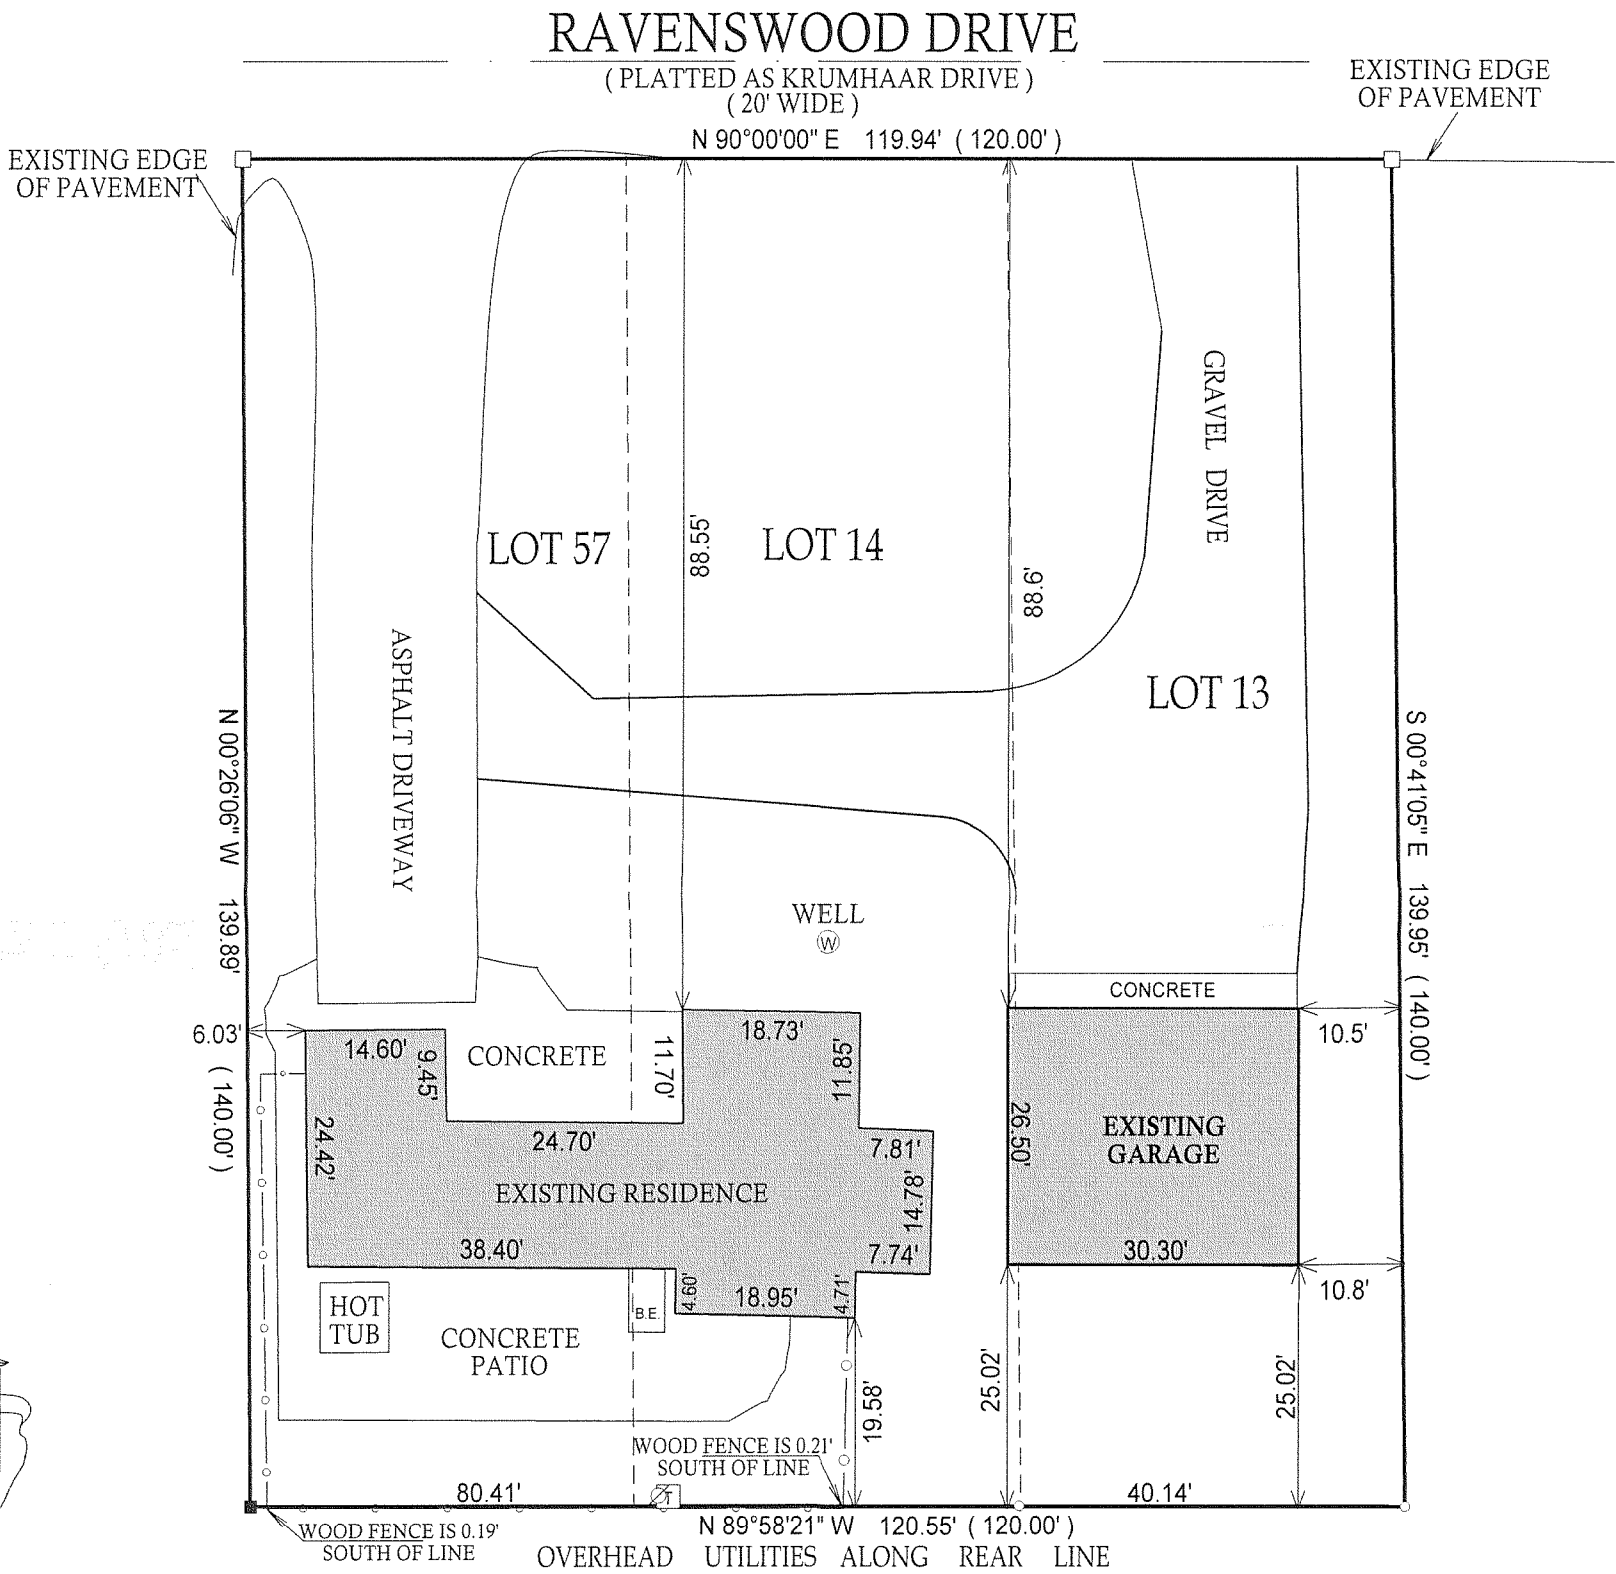 RAVENSWOOD DRIVE
( PLATTED AS KRUMHAAR DRIVE )
( 20' WIDE )
EXISTING EDGE
OF PAVEMENT
N 90°00'00" E 119.94' ( 120.00' )
EXISTING EDGE
OF PAVEMENT
GRAVEL DRIVE
LOT 57
LOT 14
88.55'
88.6'
ASPHALT DRIVEWAY
LOT 13
N 00°26'06" W 139.89' ( 140.00' )
S 00°41'05" E 139.95' ( 140.00' )
WELL
W
CONCRETE
6.03'
14.60'
9.45'
CONCRETE
11.70'
18.73'
11.85'
10.5'
24.42'
24.70'
7.81'
26.50'
EXISTING
GARAGE
EXISTING RESIDENCE
14.78'
38.40'
7.74'
30.30'
4.60'
18.95'
4.71'
10.8'
HOT
TUB
B.E.
CONCRETE
PATIO
19.58'
25.02'
25.02'
WOOD FENCE IS 0.21'
SOUTH OF LINE
80.41'
T
40.14'
WOOD FENCE IS 0.19'
SOUTH OF LINE
N 89°58'21" W 120.55' ( 120.00' )
OVERHEAD UTILITIES ALONG REAR LINE